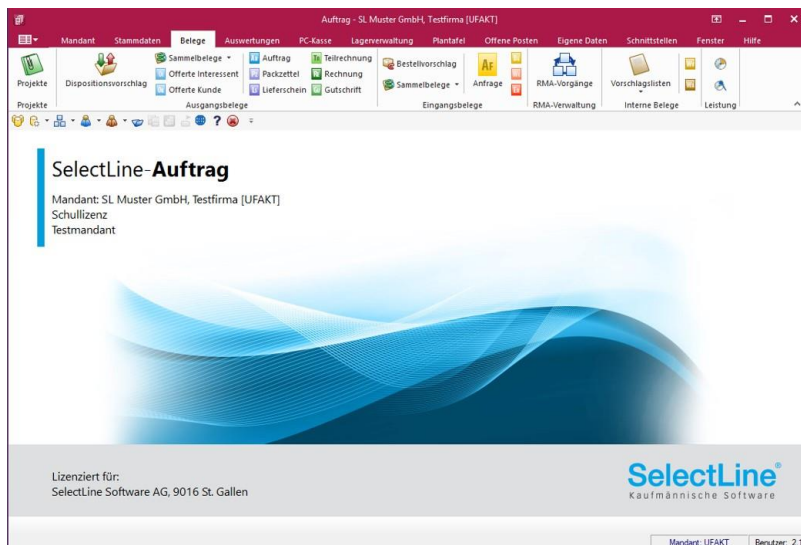 Auftrag - SL Muster GmbH, Testfirma [UFAKT]
Mandant Stammdaten Belege Auswertungen PC-Kasse Lagerverwaltung Plantafel Offene Posten Eigene Daten Schnittstellen Fenster Hilfe
Sammelbelege Auftrag Teilrechnung Bestellvorschlag
Projekte Dispositionsvorschlag Offerte Interessent Packzettel Rechnung Sammelbelege Anfrage RMA-Vorgänge Vorschlagslisten
Offerte Kunde Lieferschein Gutschrift
Projekte Ausgangsbelege Eingangsbelege RMA-Verwaltung Interne Belege Leistung
SelectLine-Auftrag
Mandant: SL Muster GmbH, Testfirma [UFAKT]
Schullizenz
Testmandant
Lizenziert für:
SelectLine Software AG, 9016 St. Gallen
SelectLine®
Kaufmännische Software
Mandant: UFAKT Benutzer: 2.1